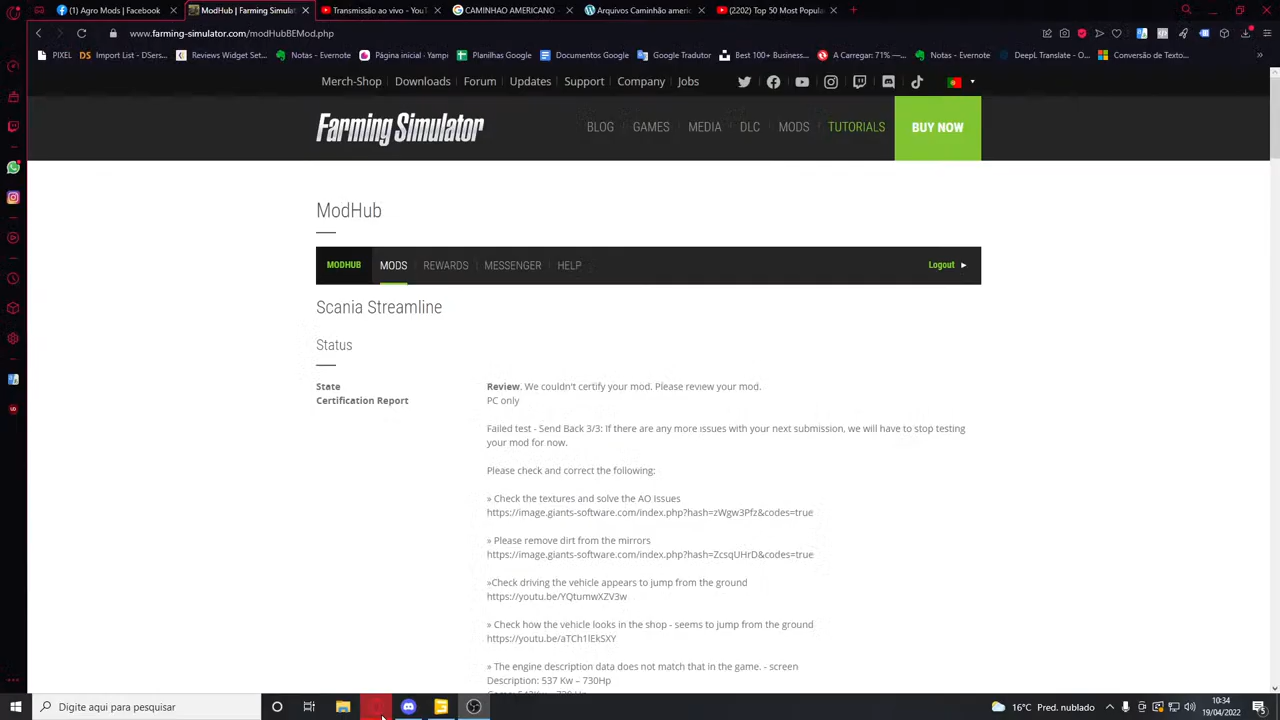 (1) Agro Mods | Facebook
ModHub | Farming Simulat
Transmissão ao vivo - YouTu
CAMINHAO AMERICANO -
Arquivos Caminhões - Africa
(2202) Top 50 Most Popula
www.farming-simulator.com/modHubBEMod.php
PIXEL
Import List - DSers...
Reviews Widget Set...
Notas - Evernote
Página inicial · Yampi
Planilhas Google
Documentos Google
Google Tradutor
Best 100+ Business...
A Carregar: 71% —...
Notas - Evernote
DeepL Translate | O...
Conversão de Texto...
Merch-Shop
Downloads
Forum
Updates
Support
Company
Jobs
Farming Simulator
BLOG
GAMES
MEDIA
DLC
MODS
TUTORIALS
BUY NOW
ModHub
MODHUB
MODS
REWARDS
MESSENGER
HELP
Logout
Scania Streamline
Status
State
Review. We couldn't certify your mod. Please review your mod.
Certification Report
PC only
Failed test - Send Back 3/3: If there are any more issues with your next submission, we will have to stop testing
your mod for now.
Please check and correct the following:
» Check the textures and solve the AO Issues
https://image.giants-software.com/index.php?hash=zWgw3Pfz&codes=true
» Please remove dirt from the mirrors
https://image.giants-software.com/index.php?hash=ZcsqUHrD&codes=true
»Check driving the vehicle appears to jump from the ground
https://youtu.be/YQtumwXZV3w
» Check how the vehicle looks in the shop - seems to jump from the ground
https://youtu.be/aTCh1lEkSXY
» The engine description data does not match that in the game. - screen
Description: 537 Kw – 730Hp
Digite aqui para pesquisar
16°C Pred. nublado
10:34
19/04/2022